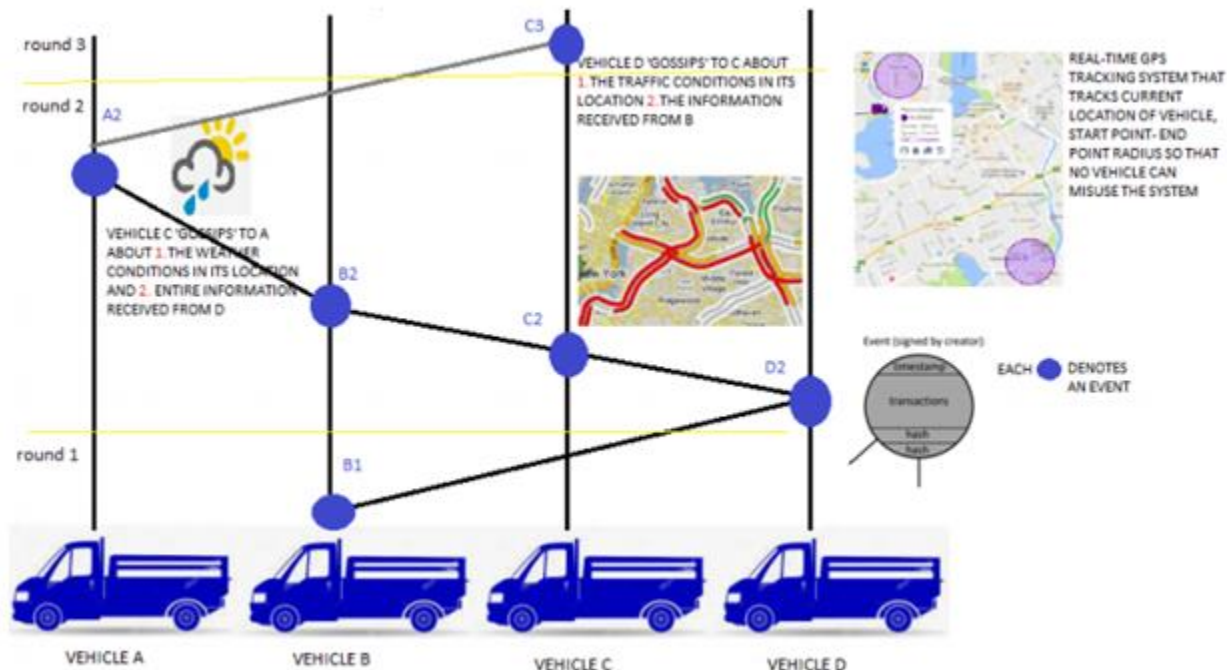 C3
round 3
VEHICLE D 'GOSSIPS' TO C ABOUT
1.THE TRAFFIC CONDITIONS IN ITS
LOCATION 2.THE INFORMATION
RECEIVED FROM B
REAL-TIME GPS
TRACKING SYSTEM THAT
TRACKS CURRENT
LOCATION OF VEHICLE,
START POINT- END
POINT RADIUS SO THAT
NO VEHICLE CAN
MISUSE THE SYSTEM
round 2
A2
VEHICLE C 'GOSSIPS' TO A
ABOUT 1.THE WEATHER
CONDITIONS IN ITS LOCATION
AND 2. ENTIRE INFORMATION
RECEIVED FROM D
B2
C2
D2
Event (signed by creator)
timestamp
transactions
hash
hash
EACH DENOTES
AN EVENT
round 1
B1
VEHICLE A
VEHICLE B
VEHICLE C
VEHICLE D